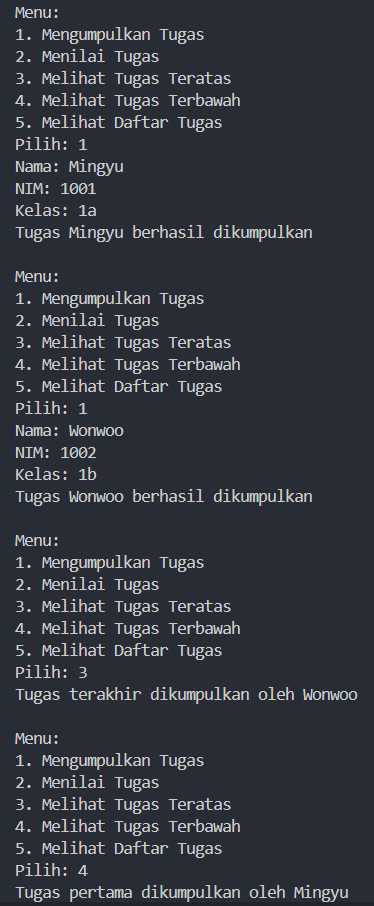 Menu:
1. Mengumpulkan Tugas
2. Menilai Tugas
3. Melihat Tugas Teratas
4. Melihat Tugas Terbawah
5. Melihat Daftar Tugas
Pilih: 1
Nama: Mingyu
NIM: 1001
Kelas: 1a
Tugas Mingyu berhasil dikumpulkan

Menu:
1. Mengumpulkan Tugas
2. Menilai Tugas
3. Melihat Tugas Teratas
4. Melihat Tugas Terbawah
5. Melihat Daftar Tugas
Pilih: 1
Nama: Wonwoo
NIM: 1002
Kelas: 1b
Tugas Wonwoo berhasil dikumpulkan

Menu:
1. Mengumpulkan Tugas
2. Menilai Tugas
3. Melihat Tugas Teratas
4. Melihat Tugas Terbawah
5. Melihat Daftar Tugas
Pilih: 3
Tugas terakhir dikumpulkan oleh Wonwoo

Menu:
1. Mengumpulkan Tugas
2. Menilai Tugas
3. Melihat Tugas Teratas
4. Melihat Tugas Terbawah
5. Melihat Daftar Tugas
Pilih: 4
Tugas pertama dikumpulkan oleh Mingyu